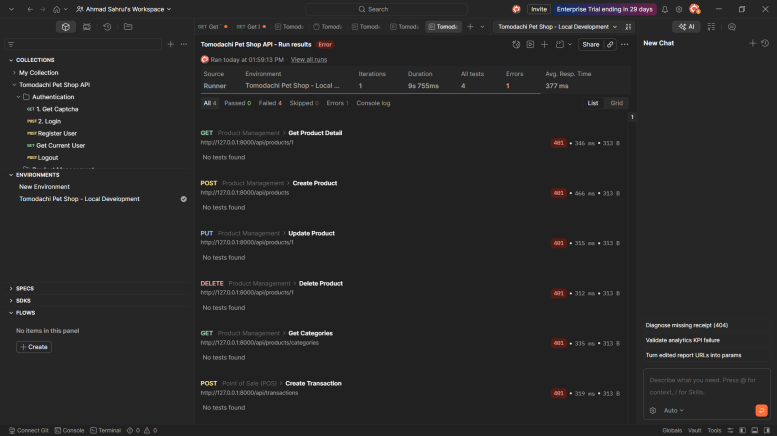 Ahmad Sahrul's Workspace
Search
Invite
Enterprise Trial ending in 29 days
GET Get
GET Get
Tomod
Tomod
Tomod
Tomod
Tomod
Tomodachi Pet Shop - Local Development
AI
COLLECTIONS
My Collection
Tomodachi Pet Shop API
Authentication
GET 1. Get Captcha
POST 2. Login
POST Register User
GET Get Current User
POST Logout
ENVIRONMENTS
New Environment
Tomodachi Pet Shop - Local Development
SPECS
SDKS
FLOWS
No items in this panel
Create
Tomodachi Pet Shop API - Run results Error
Share
Ran today at 01:59:13 PM View all runs
Source Environment Iterations Duration All tests Errors Avg. Resp. Time
Runner Tomodachi Pet Shop - Local ... 1 9s 755ms 4 1 377 ms
All 4 Passed 0 Failed 4 Skipped 0 Errors 1 Console log List Grid
1
GET Product Management > Get Product Detail
http://127.0.0.1:8000/api/products/1 401 • 346 ms • 313 B
No tests found
POST Product Management > Create Product
http://127.0.0.1:8000/api/products 401 • 466 ms • 313 B
No tests found
PUT Product Management > Update Product
http://127.0.0.1:8000/api/products/1 401 • 315 ms • 313 B
No tests found
DELETE Product Management > Delete Product
http://127.0.0.1:8000/api/products/1 401 • 312 ms • 313 B
No tests found
GET Product Management > Get Categories
http://127.0.0.1:8000/api/products/categories 401 • 335 ms • 313 B
No tests found
POST Point of Sale (POS) > Create Transaction
http://127.0.0.1:8000/api/transactions 401 • 319 ms • 313 B
No tests found
New Chat
Diagnose missing receipt (404)
Validate analytics KPI failure
Turn edited report URLs into params
Describe what you need. Press @ for
context, / for Skills.
Auto
Connect Git Console Terminal 0 0
Globals Vault Tools